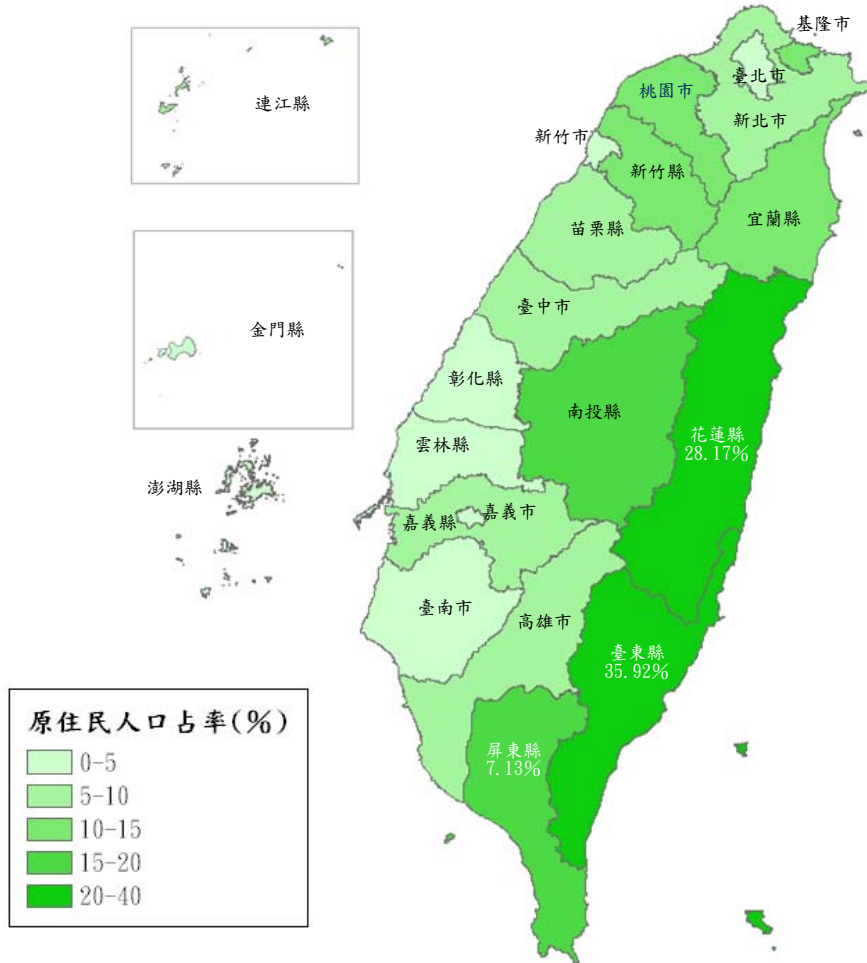 基隆市
臺北市
連江縣
桃園市
新北市
新竹市
新竹縣
宜蘭縣
苗栗縣
臺中市
金門縣
彰化縣
南投縣
花蓮縣
28.17%
雲林縣
澎湖縣
嘉義縣
嘉義市
臺南市
高雄市
臺東縣
35.92%
屏東縣
7.13%
原住民人口占率(%)
0-5
5-10
10-15
15-20
20-40